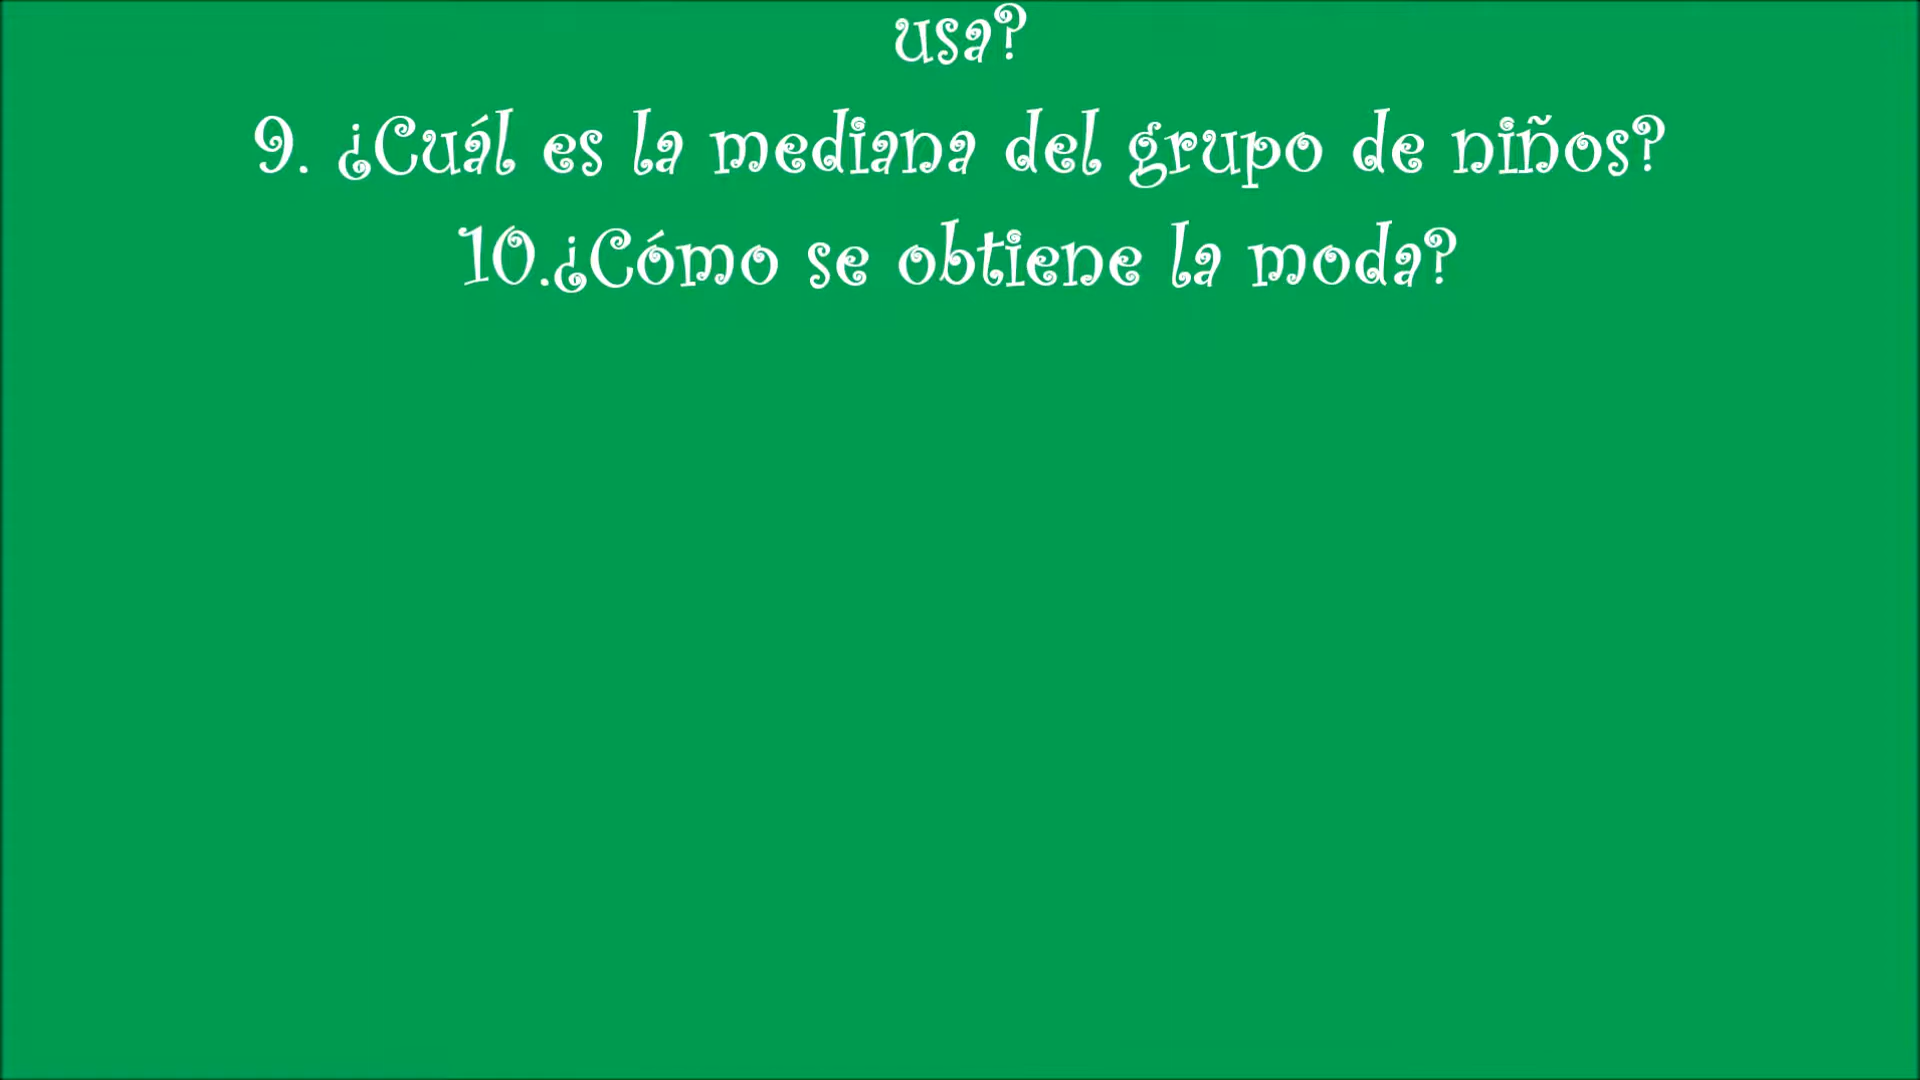 usa?
9. ¿Cuál es la mediana del grupo de niños?
10.¿Cómo se obtiene la moda?